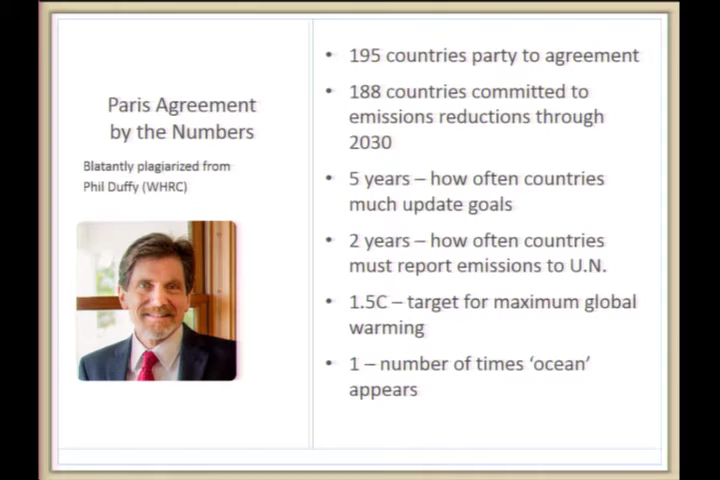 Paris Agreement
by the Numbers
Blatantly plagiarized from
Phil Duffy (WHRC)
• 195 countries party to agreement
• 188 countries committed to
emissions reductions through
2030
• 5 years – how often countries
much update goals
• 2 years – how often countries
must report emissions to U.N.
• 1.5C – target for maximum global
warming
• 1 – number of times ‘ocean’
appears